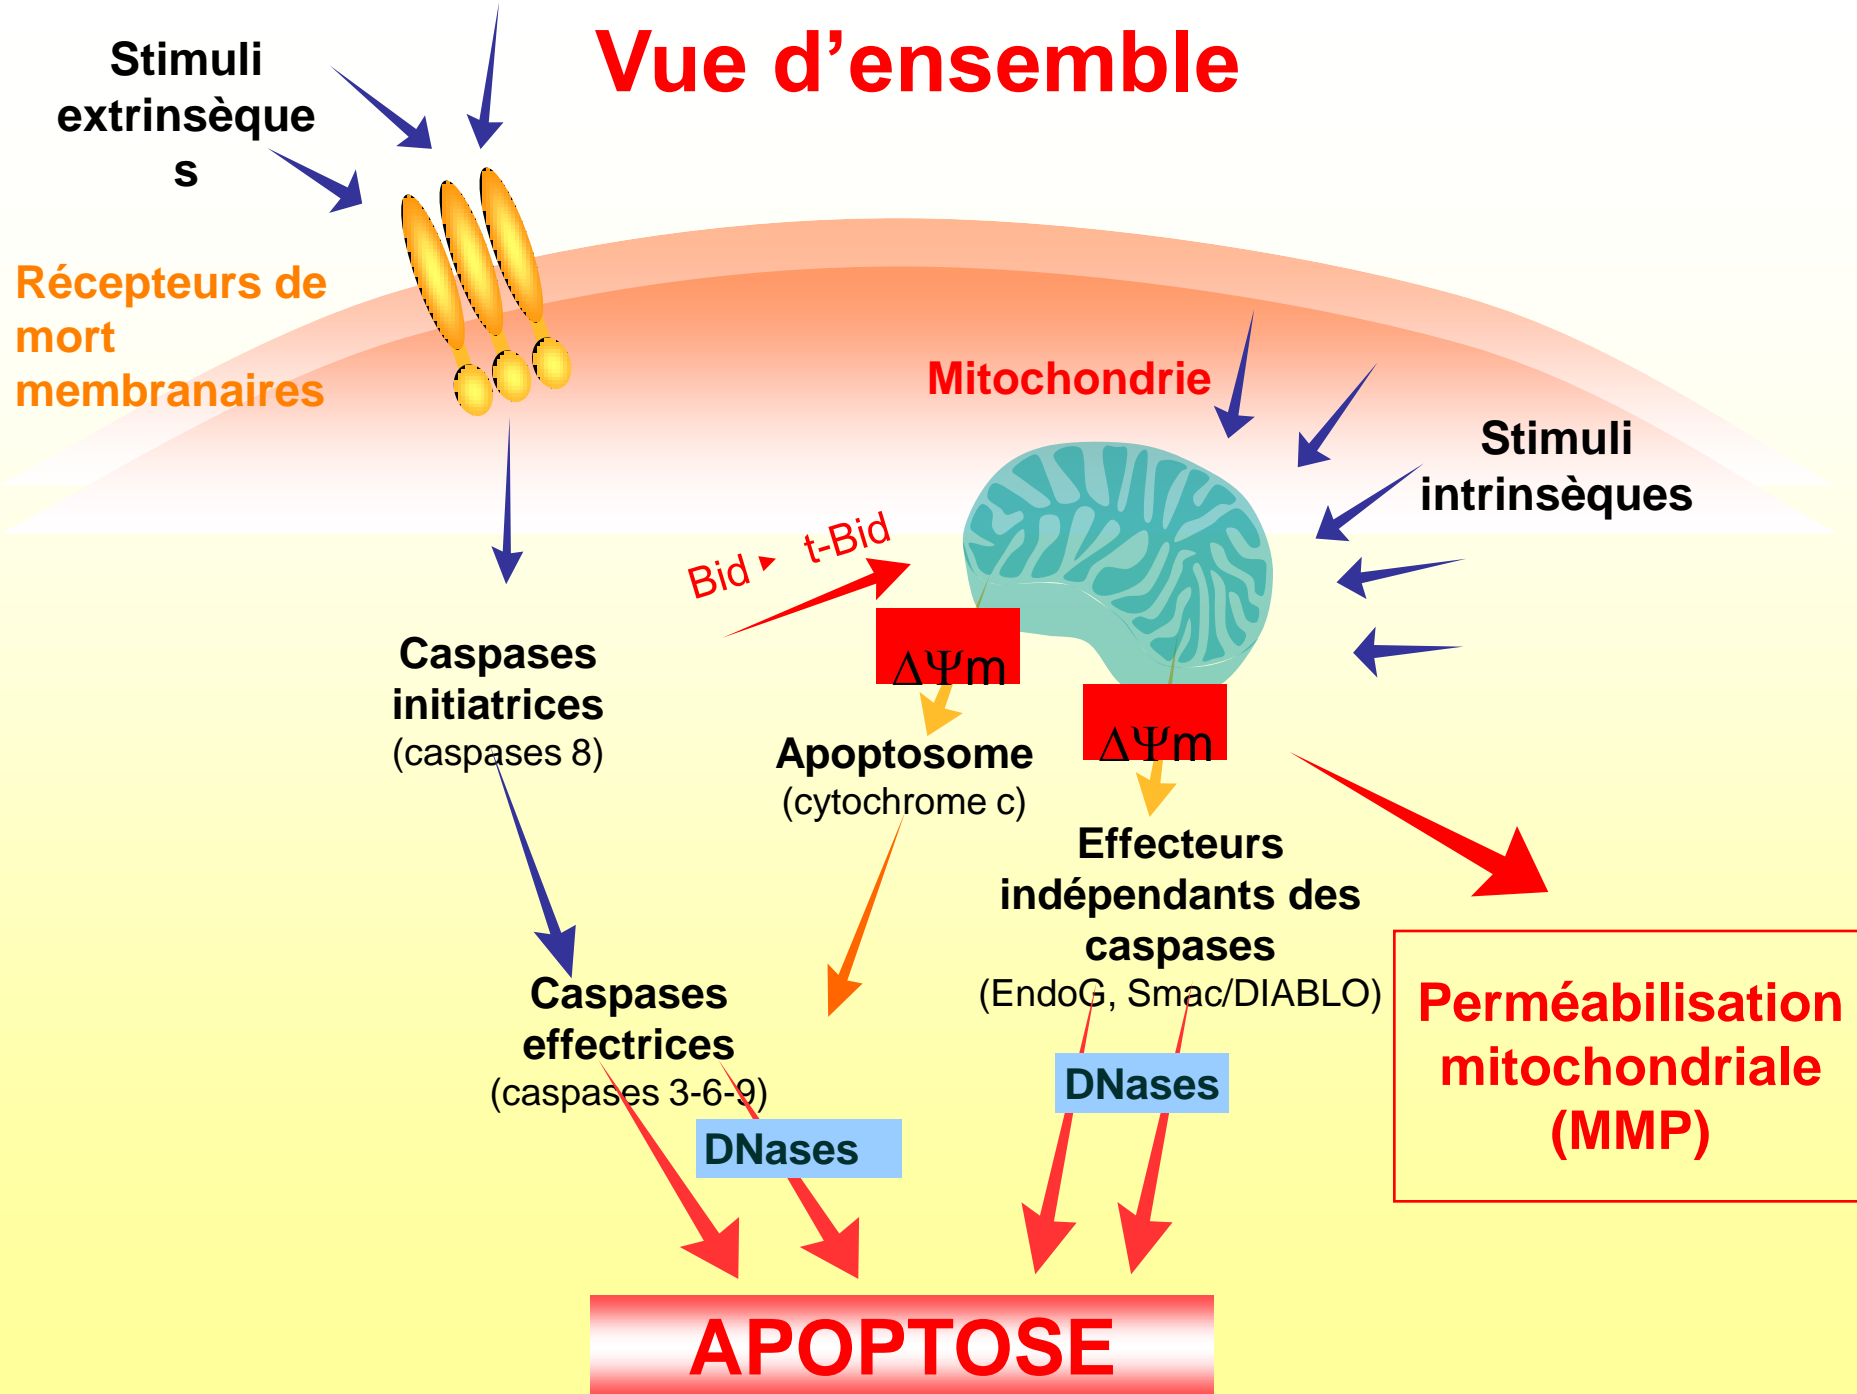 Vue d’ensemble
Stimuli
extrinsèque
s
Récepteurs de
mort
membranaires
Mitochondrie
Stimuli
intrinsèques
Bid t-Bid
ΔΨm
ΔΨm
Caspases
initiatrices
(caspases 8)
Apoptosome
(cytochrome c)
Effecteurs
indépendants des
caspases
(EndoG, Smac/DIABLO)
Caspases
effectrices
(caspases 3-6-9)
DNases
DNases
Perméabilisation
mitochondriale
(MMP)
APOPTOSE